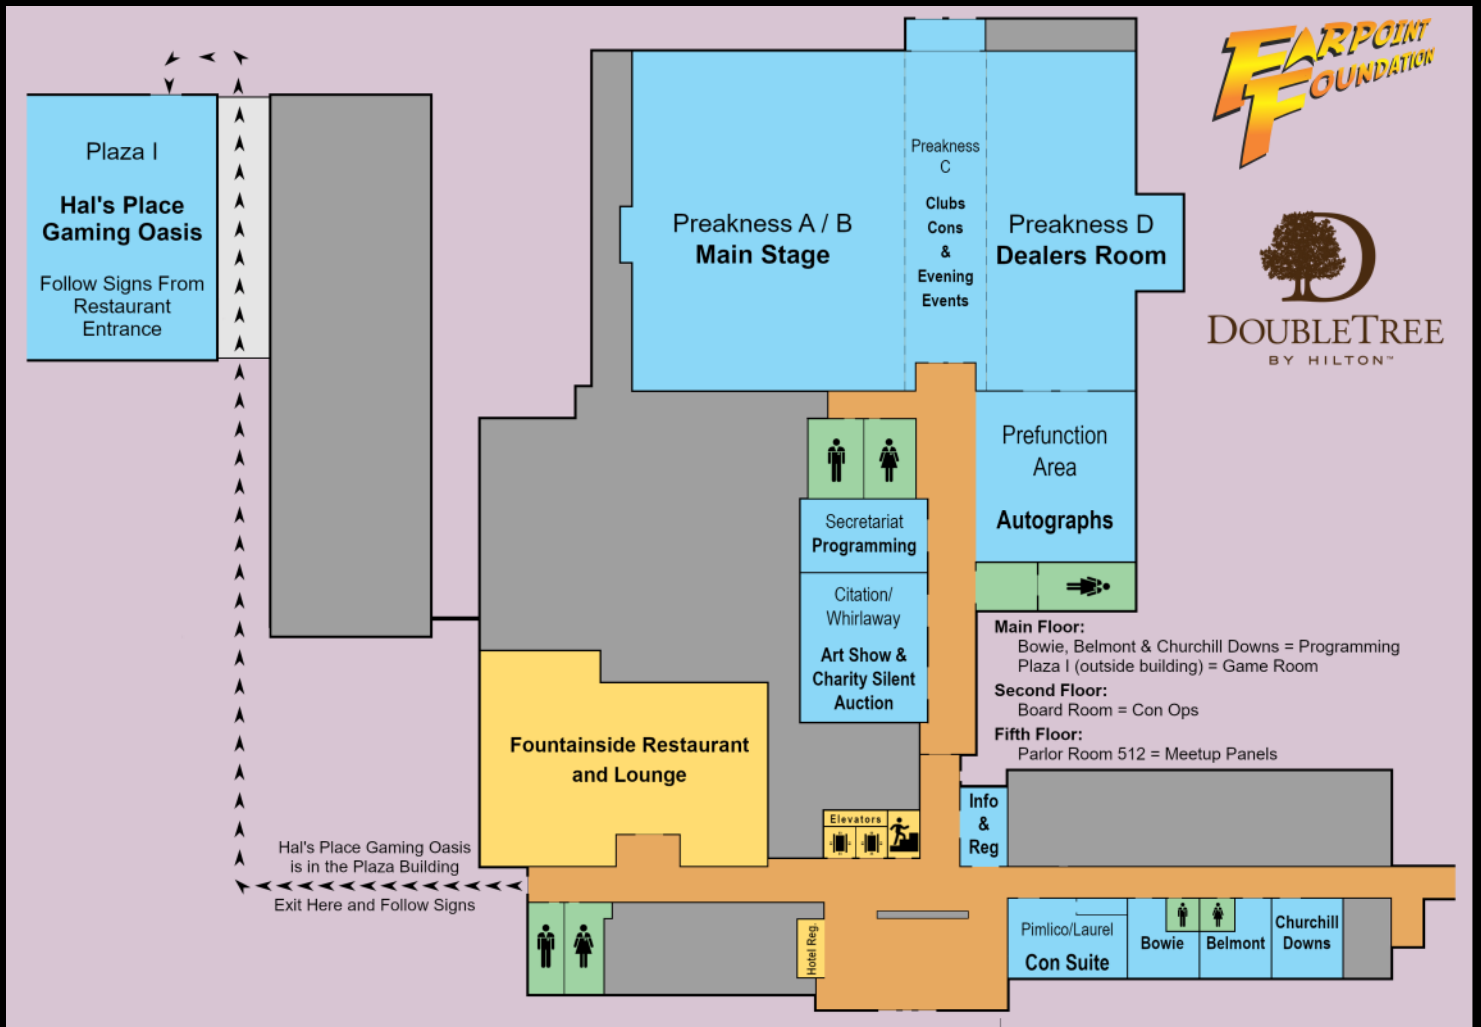 FARPOINT
FOUNDATION
Plaza I
Hal's Place
Gaming Oasis
Follow Signs From
Restaurant
Entrance
Preakness A / B
Main Stage
Preakness
C
Clubs
Cons
&
Evening
Events
Preakness D
Dealers Room
D
DOUBLETREE
BY HILTON™
Prefunction
Area
Autographs
Secretariat
Programming
Citation/
Whirlaway
Art Show &
Charity Silent
Auction
Main Floor:
Bowie, Belmont & Churchill Downs = Programming
Plaza I (outside building) = Game Room
Second Floor:
Board Room = Con Ops
Fifth Floor:
Parlor Room 512 = Meetup Panels
Fountainside Restaurant
and Lounge
Elevators
Info
&
Reg
Hal's Place Gaming Oasis
is in the Plaza Building
Exit Here and Follow Signs
Hotel Reg.
Pimlico/Laurel
Con Suite
Bowie
Belmont
Churchill
Downs